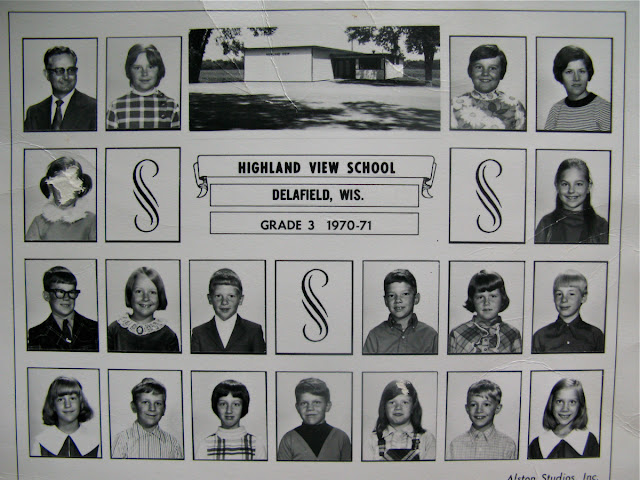 HIGHLAND VIEW SCHOOL
DELAFIELD, WIS.
GRADE 3 1970-71
Alston Studios, Inc.